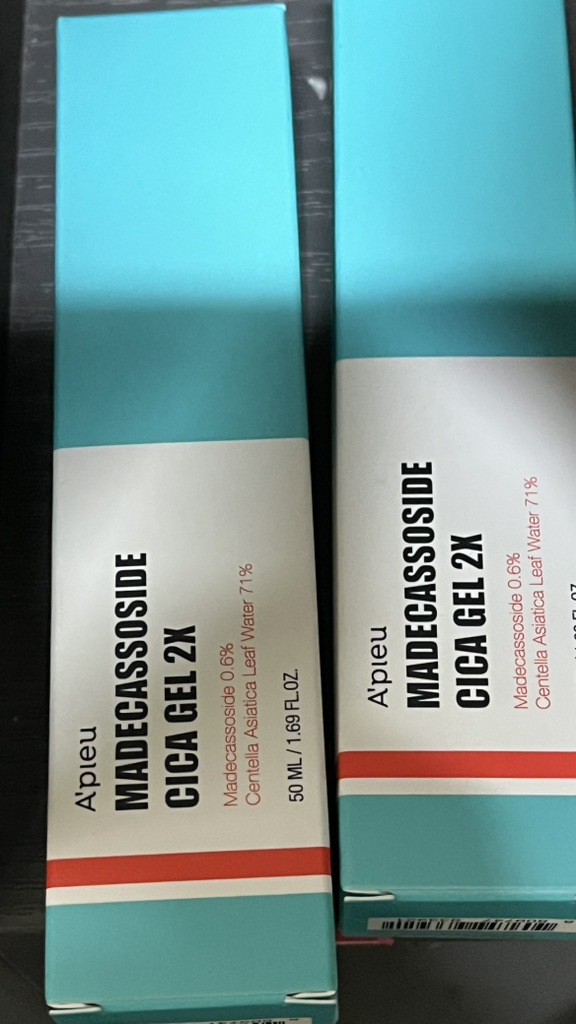 A'pieu
MADECASSOSIDE
CICA GEL 2X
Madecassoside 0.6%
Centella Asiatica Leaf Water 71%
50 ML / 1.69 FL.OZ.
A'pieu
MADECASSOSIDE
CICA GEL 2X
Madecassoside 0.6%
Centella Asiatica Leaf Water 71%